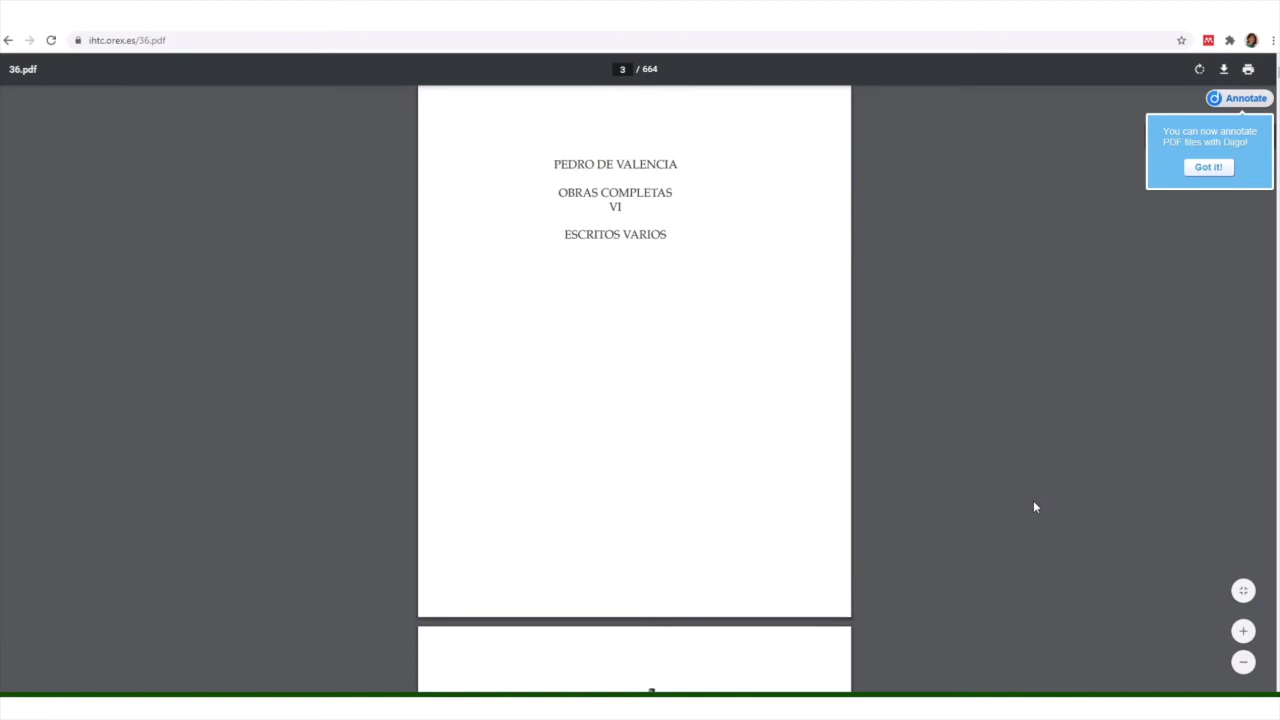 ihtc.orex.es/36.pdf
36.pdf
3 / 664
Annotate
You can now annotate
PDF files with Diigo!
Got it!
PEDRO DE VALENCIA
OBRAS COMPLETAS
VI
ESCRITOS VARIOS